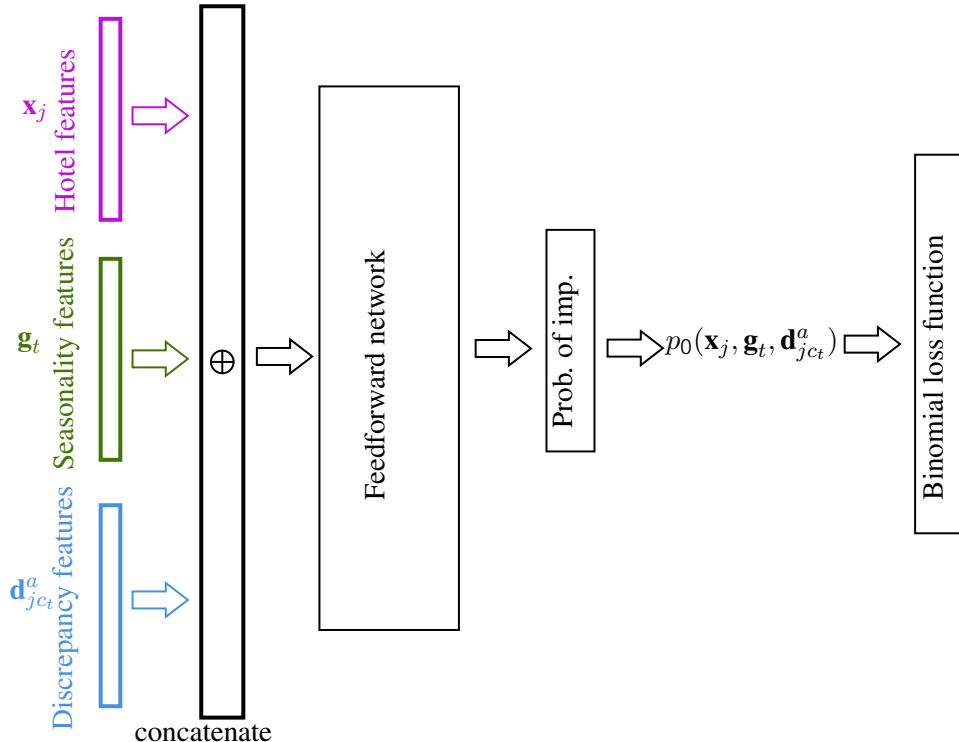 x_j
Hotel features
g_t
Seasonality features
d^a_{jc_t}
Discrepancy features
⊕
concatenate
Feedforward network
Prob. of imp.
p_0(x_j, g_t, d^a_{jc_t})
Binomial loss function